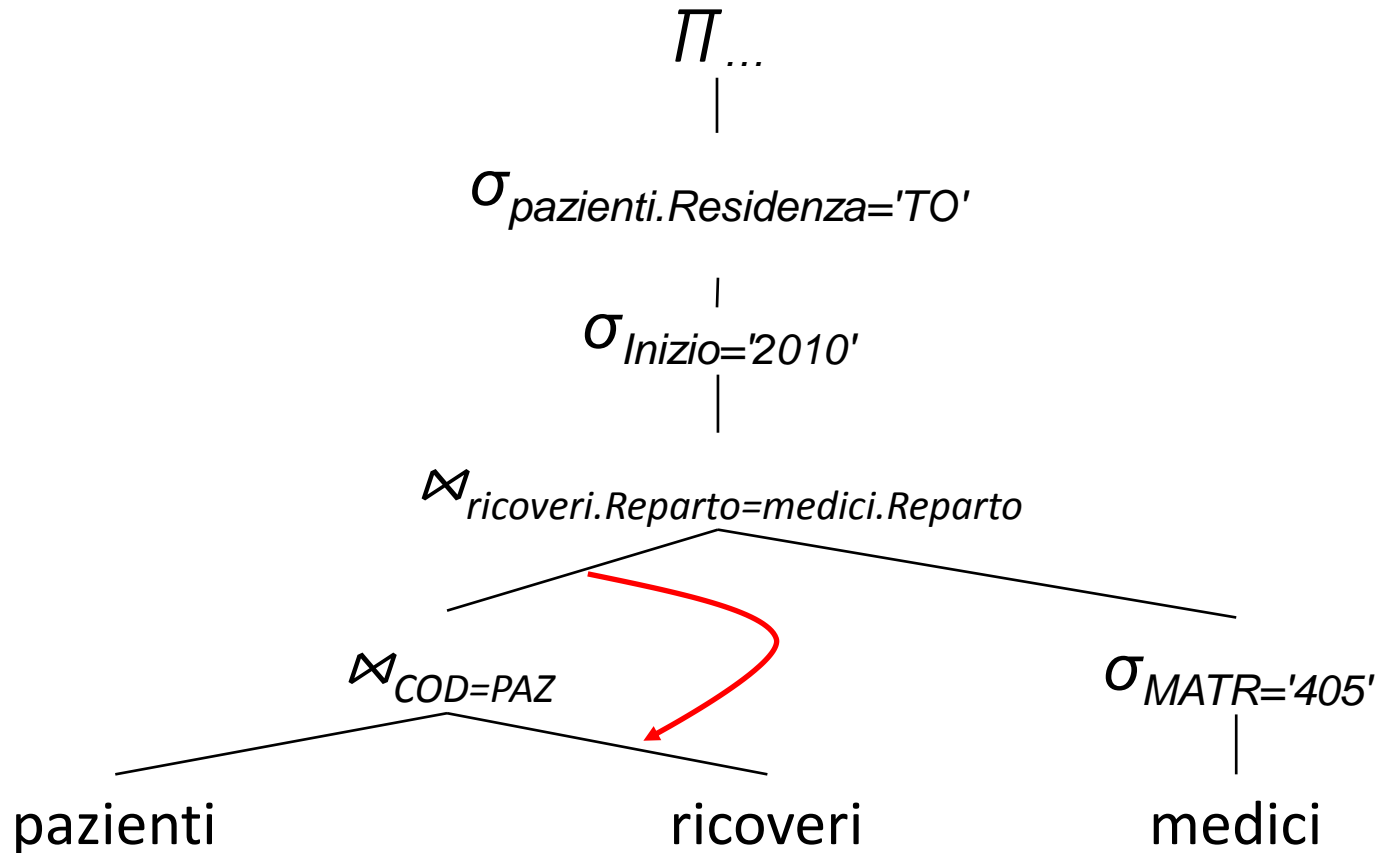 Π...
σpazienti.Residenza='TO'
σInizio='2010'
⋈ricoveri.Reparto=medici.Reparto
⋈COD=PAZ
σMATR='405'
pazienti ricoveri medici